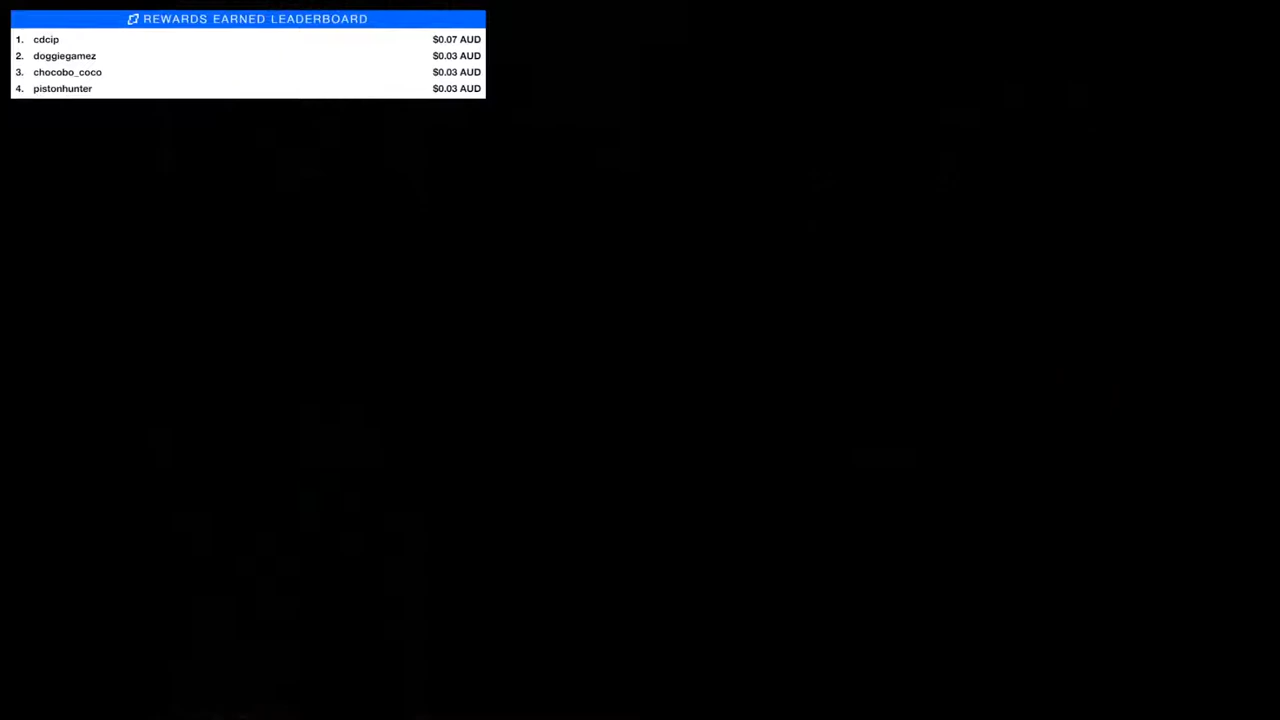 REWARDS EARNED LEADERBOARD
1. cdcip $0.07 AUD
2. doggiegamez $0.03 AUD
3. chocobo_coco $0.03 AUD
4. pistonhunter $0.03 AUD